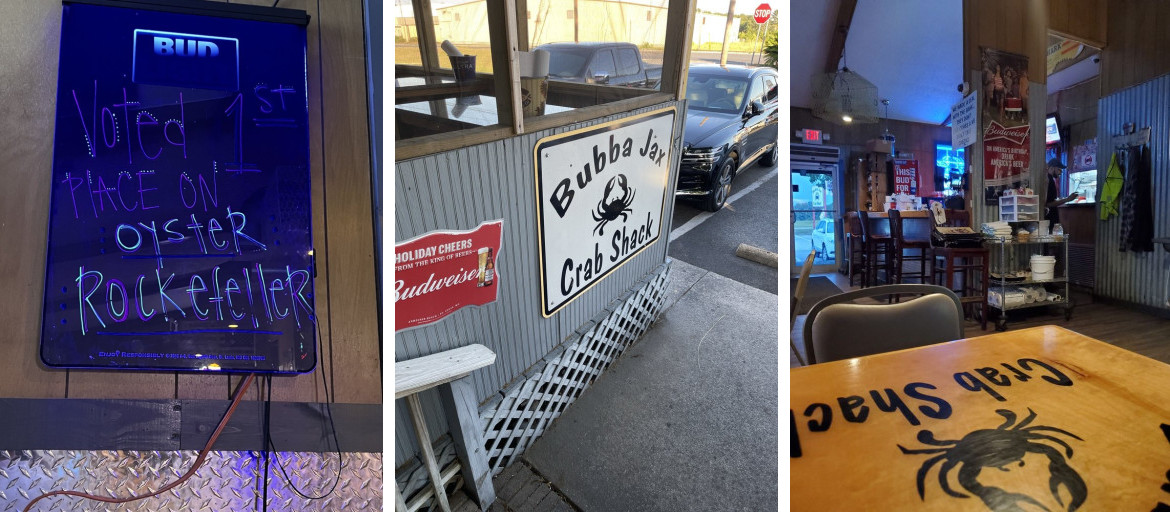 BUD
Voted 1st
PLACE ON
OYSTER
ROCKefelleR
Bubba Jax
Crab Shack
HOLIDAY CHEERS
FROM THE KING OF BEERS
Budweiser
STOP
EXIT
Budweiser
THIS
BUD'S
FOR
Crab Shack